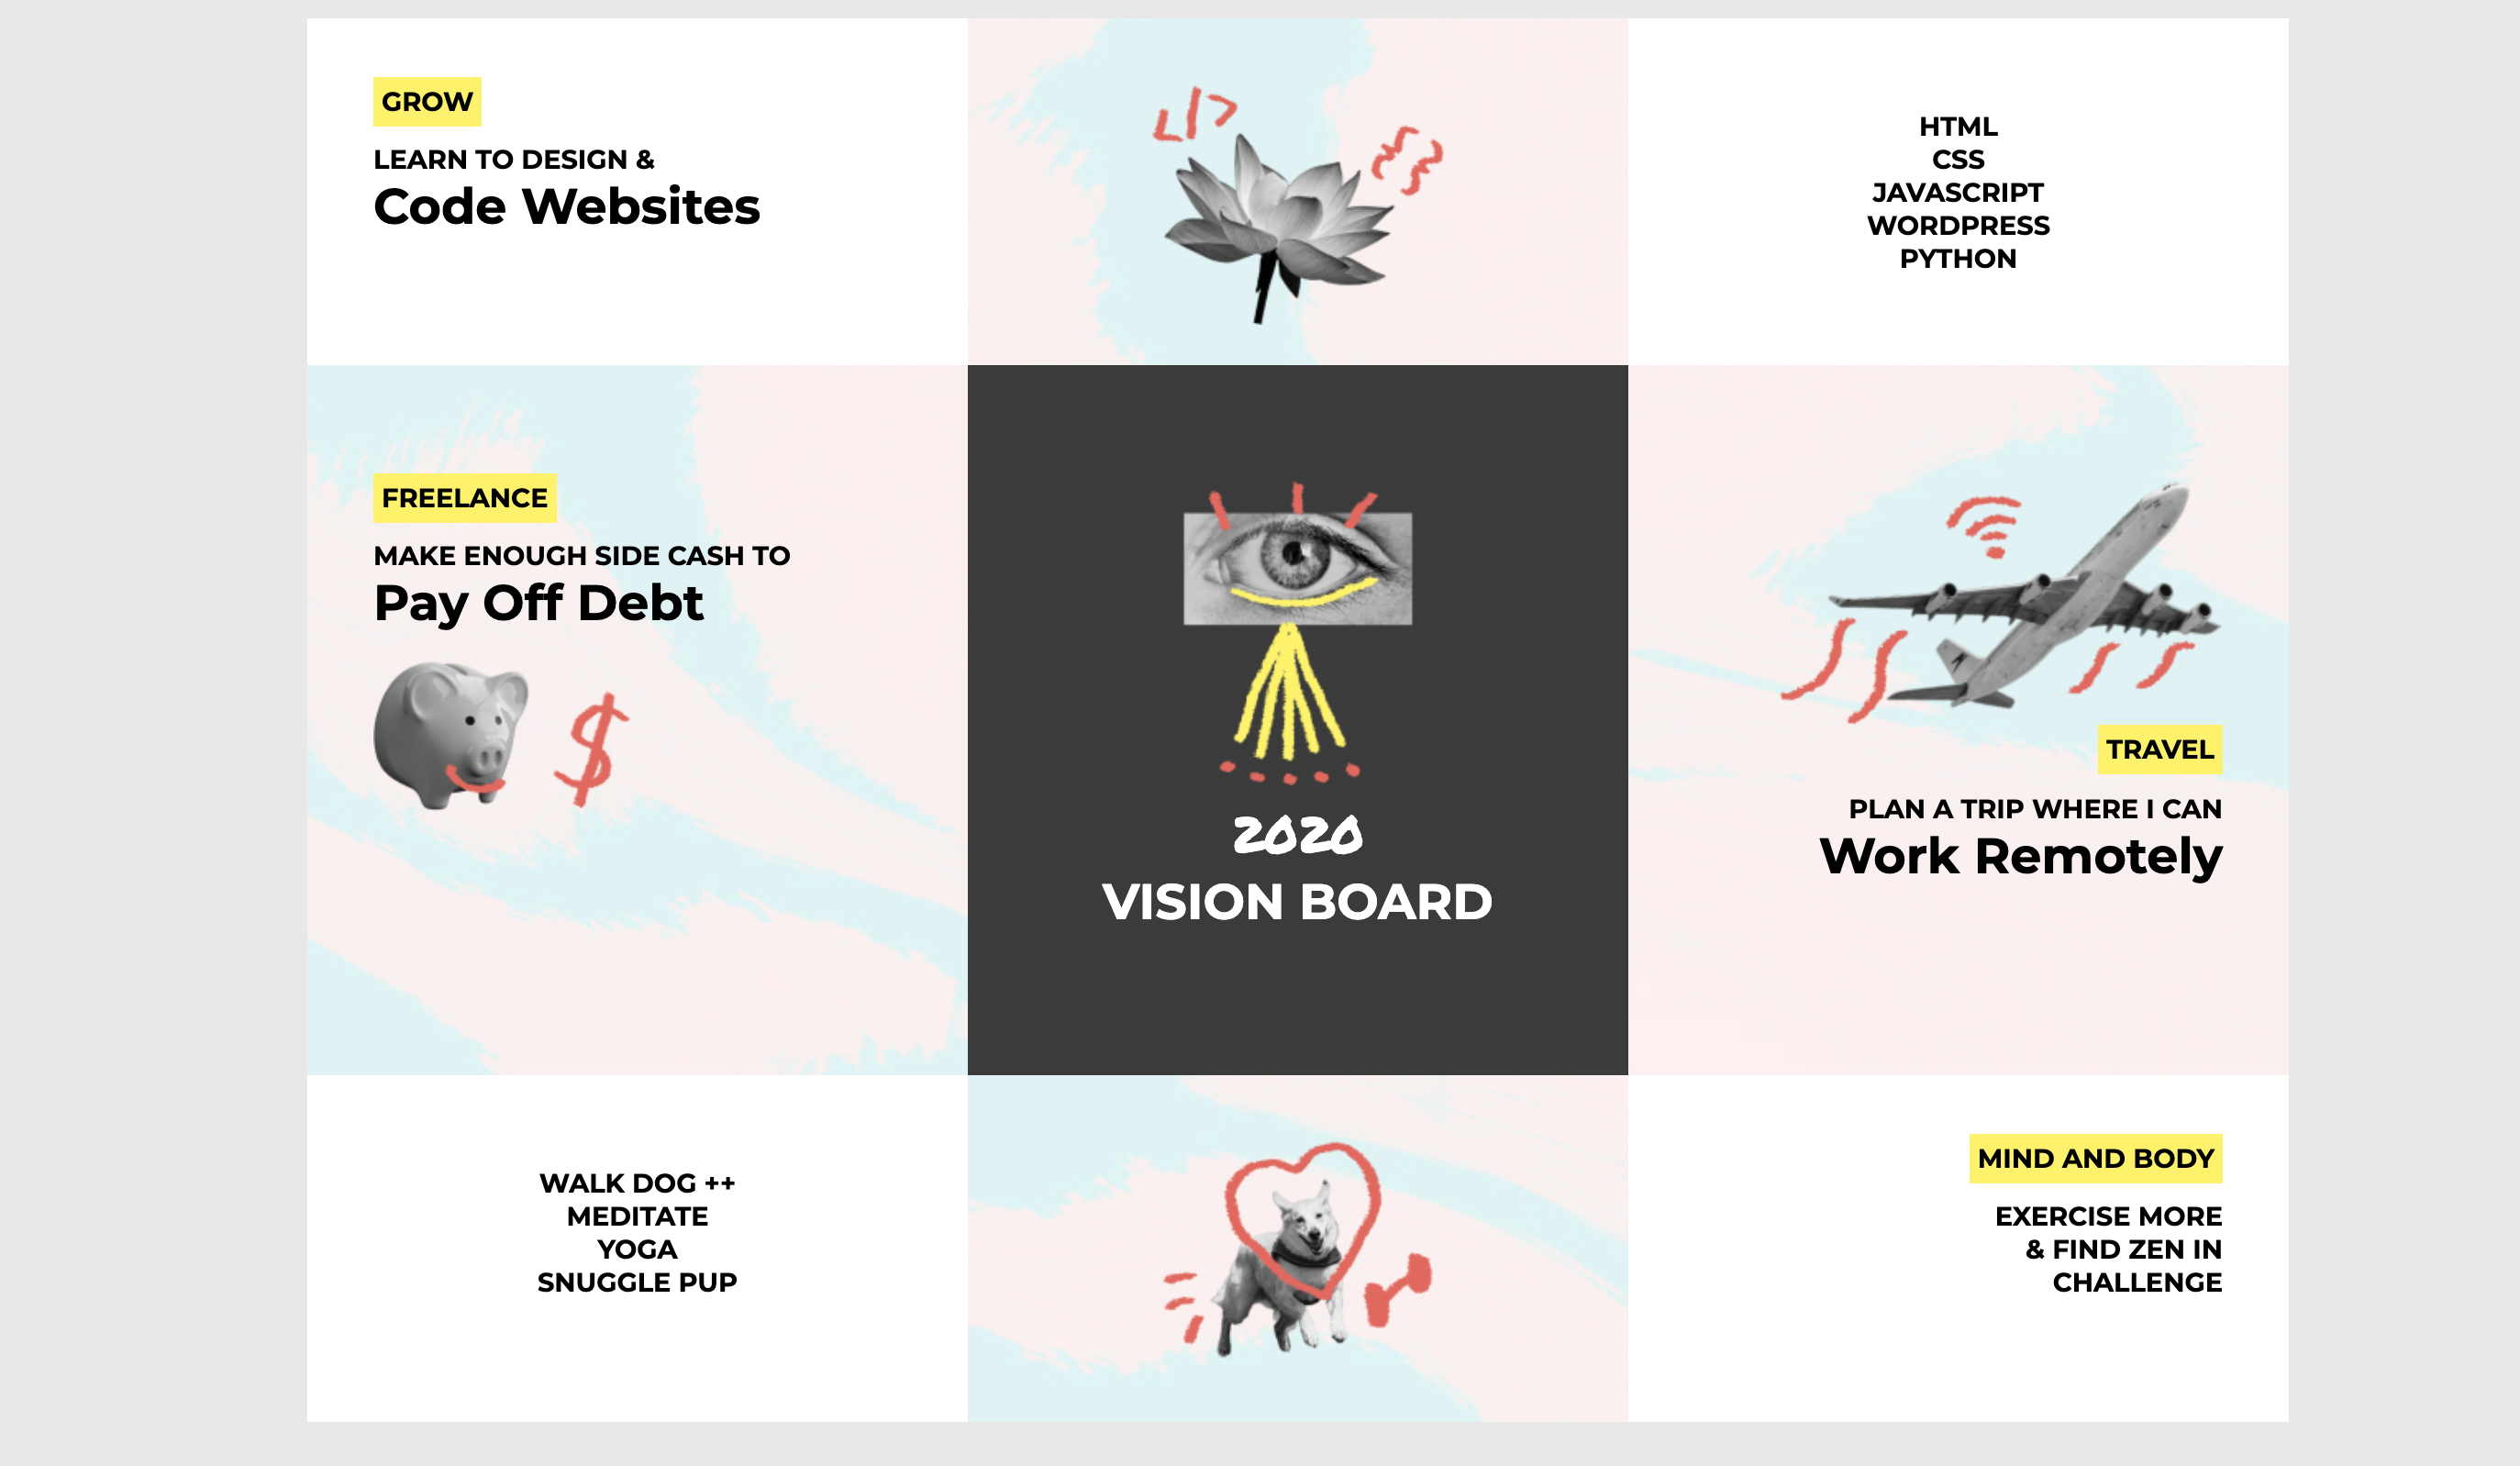 GROW
LEARN TO DESIGN &
Code Websites
</>
{}
HTML
CSS
JAVASCRIPT
WORDPRESS
PYTHON
FREELANCE
MAKE ENOUGH SIDE CASH TO
Pay Off Debt
$
2020
VISION BOARD
TRAVEL
PLAN A TRIP WHERE I CAN
Work Remotely
WALK DOG ++
MEDITATE
YOGA
SNUGGLE PUP
MIND AND BODY
EXERCISE MORE
& FIND ZEN IN
CHALLENGE